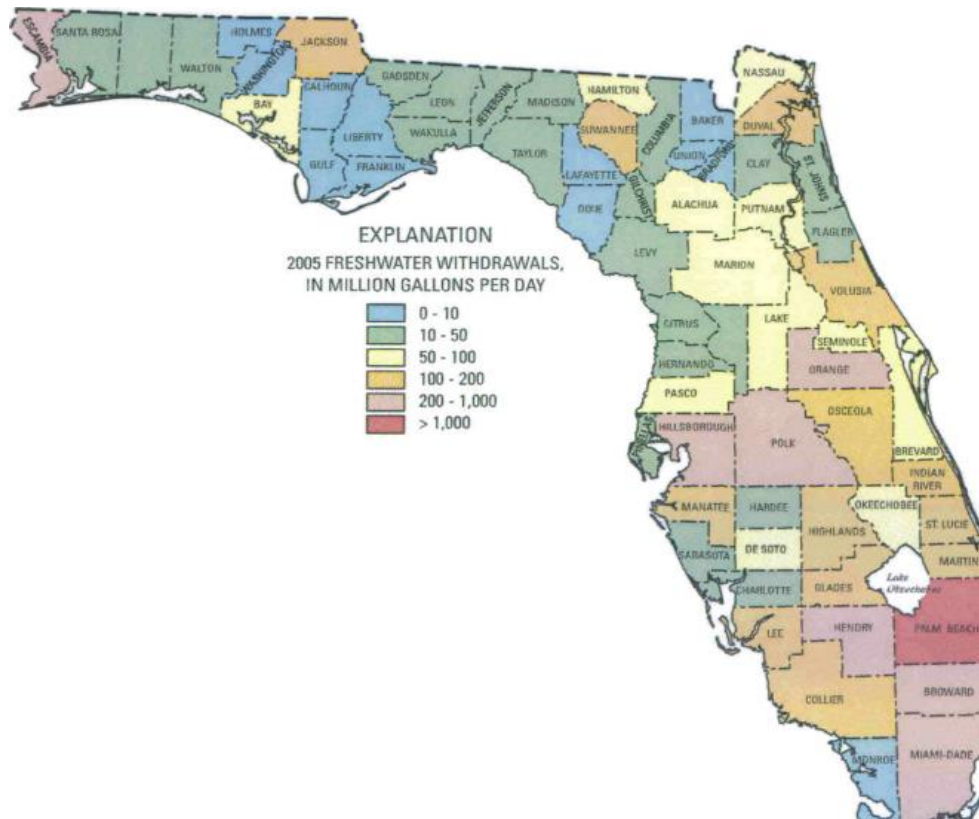 ESCAMBIA
SANTA ROSA
WALTON
HOLMES
WASHINGTON
JACKSON
BAY
CALHOUN
GULF
LIBERTY
FRANKLIN
GADSDEN
LEON
WAKULLA
JEFFERSON
MADISON
TAYLOR
HAMILTON
SUWANNEE
LAFAYETTE
DIXIE
COLUMBIA
GILCHRIST
BAKER
UNION
BRADFORD
NASSAU
DUVAL
CLAY
ST. JOHNS
ALACHUA
PUTNAM
FLAGLER
LEVY
MARION
VOLUSIA
EXPLANATION
2005 FRESHWATER WITHDRAWALS,
IN MILLION GALLONS PER DAY
0 - 10
10 - 50
50 - 100
100 - 200
200 - 1,000
> 1,000
CITRUS
LAKE
SEMINOLE
HERNANDO
ORANGE
PASCO
OSCEOLA
HILLSBOROUGH
POLK
BREVARD
INDIAN
RIVER
MANATEE
HARDEE
HIGHLANDS
OKEECHOBEE
ST. LUCIE
SARASOTA
DE SOTO
MARTIN
CHARLOTTE
GLADES
Lake
Okeechobee
LEE
HENDRY
PALM BEACH
COLLIER
BROWARD
MONROE
MIAMI-DADE